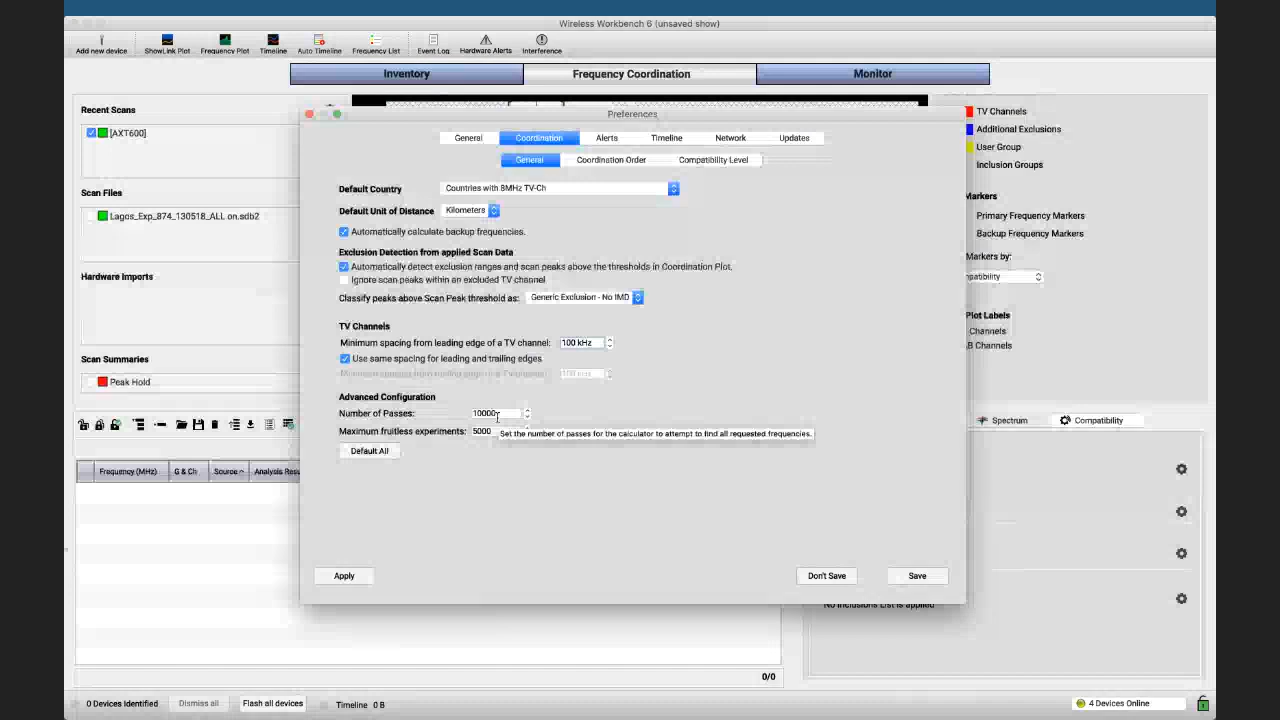 Wireless Workbench 6 (unsaved show)
Add new device ShowLink Plot Frequency Plot Timeline Auto Timeline Frequency List Event Log Hardware Alerts Interference
Inventory Frequency Coordination Monitor
Recent Scans
[AXT600]
Scan Files
Lagos_Exp_874_130518_ALL on.sdb2
Hardware Imports
Scan Summaries
Peak Hold
Frequency (MHz) G & Ch Source Analysis Resu
0/0
Preferences
General Coordination Alerts Timeline Network Updates
General Coordination Order Compatibility Level
Default Country Countries with 8MHz TV-Ch
Default Unit of Distance Kilometers
Automatically calculate backup frequencies.
Exclusion Detection from applied Scan Data
Automatically detect exclusion ranges and scan peaks above the thresholds in Coordination Plot.
Ignore scan peaks within an excluded TV channel
Classify peaks above Scan Peak threshold as: Generic Exclusion - No IMD
TV Channels
Minimum spacing from leading edge of a TV channel: 100 kHz
Use same spacing for leading and trailing edges
Advanced Configuration
Number of Passes: 10000
Maximum fruitless experiments: 5000
Set the number of passes for the calculator to attempt to find all requested frequencies.
Default All
Apply Don't Save Save
TV Channels
Additional Exclusions
User Group
Inclusion Groups
Markers
Primary Frequency Markers
Backup Frequency Markers
Markers by:
patibility
Plot Labels
Channels
B Channels
Spectrum Compatibility
No Inclusions List is applied
0 Devices Identified Dismiss all Flash all devices Timeline 0 B 4 Devices Online